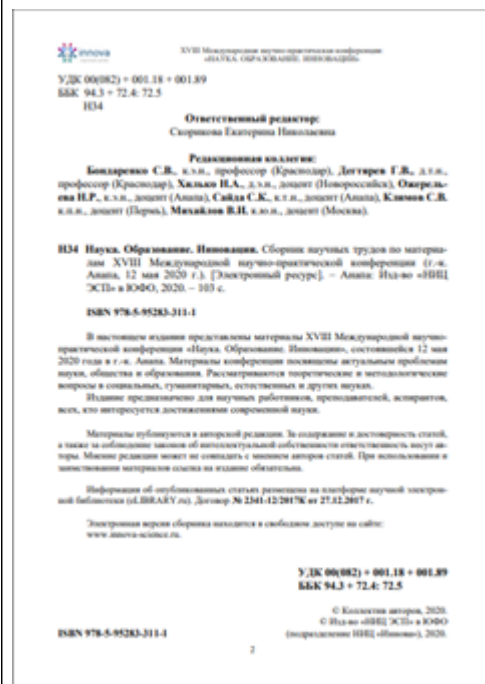 innova
XVIII Международная научно-практическая конференция
«НАУКА. ОБРАЗОВАНИЕ. ИННОВАЦИИ»
УДК 00(082) + 001.18 + 001.89
ББК 94.3 + 72.4: 72.5
Н34
Ответственный редактор:
Скорикова Екатерина Николаевна
Редакционная коллегия:
Бондаренко С.В., к.э.н., профессор (Краснодар), Дегтярев Г.В., д.т.н.,
профессор (Краснодар), Хилько Н.А., д.э.н., доцент (Новороссийск), Ожерель-
ева Н.Р., к.э.н., доцент (Анапа), Сайда С.К., к.т.н., доцент (Анапа), Климов С.В.
к.п.н., доцент (Пермь), Михайлов В.И. к.ю.н., доцент (Москва).
Н34 Наука. Образование. Инновации. Сборник научных трудов по материа-
лам XVIII Международной научно-практической конференции (г.-к.
Анапа, 12 мая 2020 г.). [Электронный ресурс]. – Анапа: Изд-во «НИЦ
ЭСП» в ЮФО, 2020. – 103 с.
ISBN 978-5-95283-311-1
В настоящем издании представлены материалы XVIII Международной научно-
практической конференции «Наука. Образование. Инновации», состоявшейся 12 мая
2020 года в г.-к. Анапа. Материалы конференции посвящены актуальным проблемам
науки, общества и образования. Рассматриваются теоретические и методологические
вопросы в социальных, гуманитарных, естественных и других науках.
Издание предназначено для научных работников, преподавателей, аспирантов,
всех, кто интересуется достижениями современной науки.
Материалы публикуются в авторской редакции. За содержание и достоверность статей,
а также за соблюдение законов об интеллектуальной собственности ответственность несут ав-
торы. Мнение редакции может не совпадать с мнением авторов статей. При использовании и
заимствовании материалов ссылка на издание обязательна.
Информация об опубликованных статьях размещена на платформе научной электрон-
ной библиотеки (eLIBRARY.ru). Договор № 2341-12/2017К от 27.12.2017 г.
Электронная версия сборника находится в свободном доступе на сайте:
www.innova-science.ru.
УДК 00(082) + 001.18 + 001.89
ББК 94.3 + 72.4: 72.5
© Коллектив авторов, 2020.
© Изд-во «НИЦ ЭСП» в ЮФО
ISBN 978-5-95283-311-1 (подразделение НИЦ «Иннова»), 2020.
2